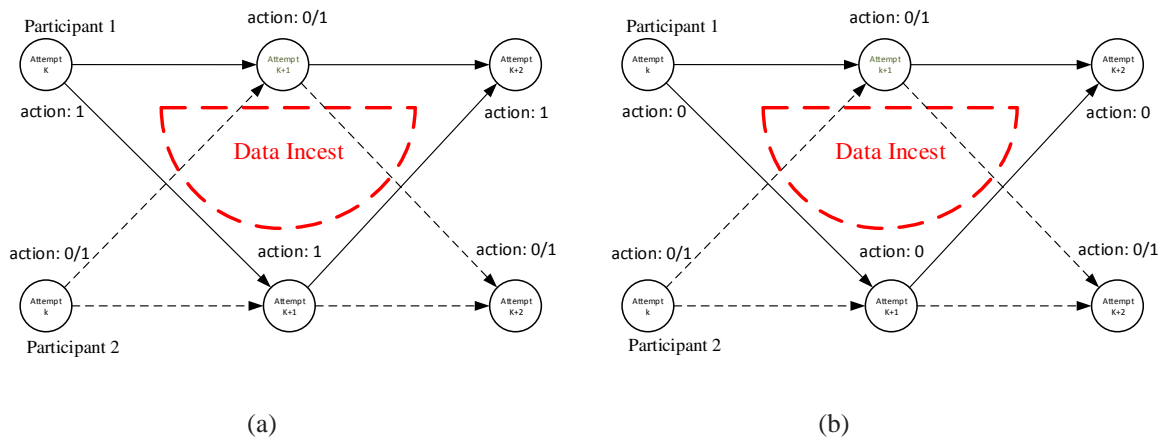 Participant 1
action: 0/1
Attempt
K
Attempt
K+1
Attempt
K+2
action: 1
action: 1
Data Incest
action: 0/1
action: 1
action: 0/1
Attempt
k
Attempt
K+1
Attempt
K+2
Participant 2
(a)
Participant 1
action: 0/1
Attempt
k
Attempt
k+1
Attempt
K+2
action: 0
action: 0
Data Incest
action: 0/1
action: 0
action: 0/1
Attempt
k
Attempt
K+1
Attempt
K+2
Participant 2
(b)